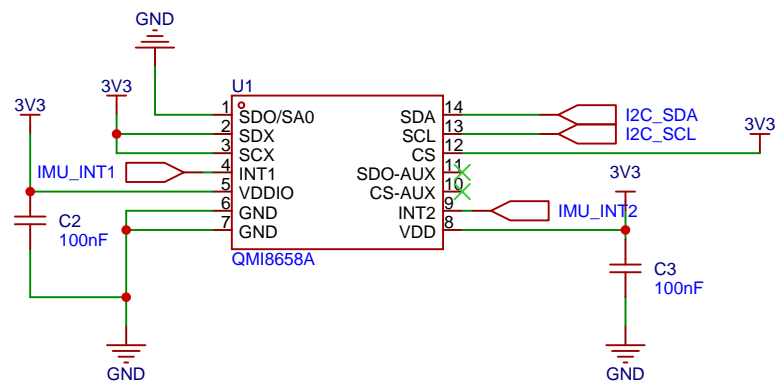 GND
U1
3V3
3V3
3V3
1
SDO/SA0
SDA
14
I2C_SDA
2
SDX
SCL
13
I2C_SCL
3
SCX
CS
12
IMU_INT1
4
INT1
SDO-AUX
11
3V3
5
VDDIO
CS-AUX
10
6
GND
INT2
9
IMU_INT2
7
GND
VDD
8
C2
100nF
QMI8658A
C3
100nF
GND
GND